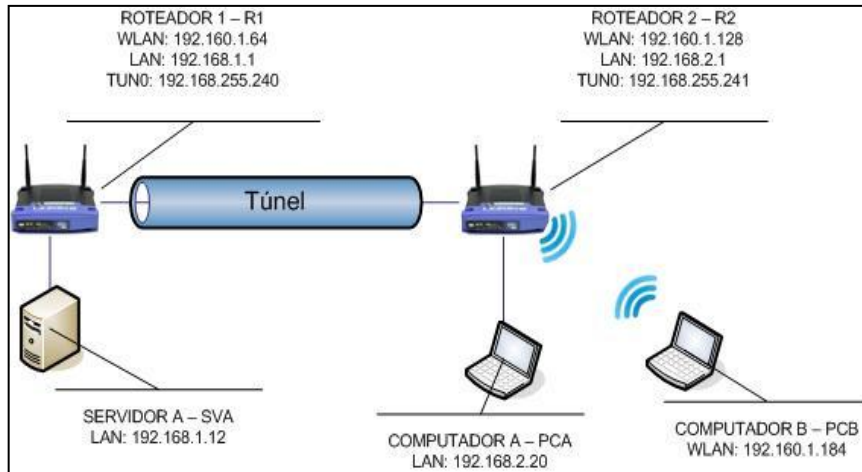 ROTEADOR 1 – R1
WLAN: 192.160.1.64
LAN: 192.168.1.1
TUN0: 192.168.255.240
ROTEADOR 2 – R2
WLAN: 192.160.1.128
LAN: 192.168.2.1
TUN0: 192.168.255.241
Túnel
SERVIDOR A – SVA
LAN: 192.168.1.12
COMPUTADOR A – PCA
LAN: 192.168.2.20
COMPUTADOR B – PCB
WLAN: 192.160.1.184